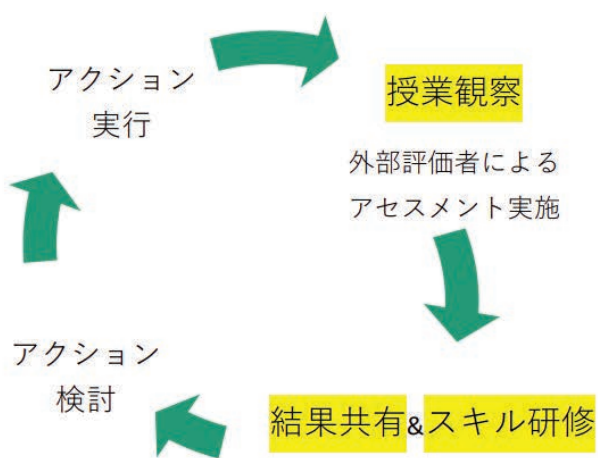 アクション
実行
授業観察
外部評価者による
アセスメント実施
結果共有&スキル研修
アクション
検討